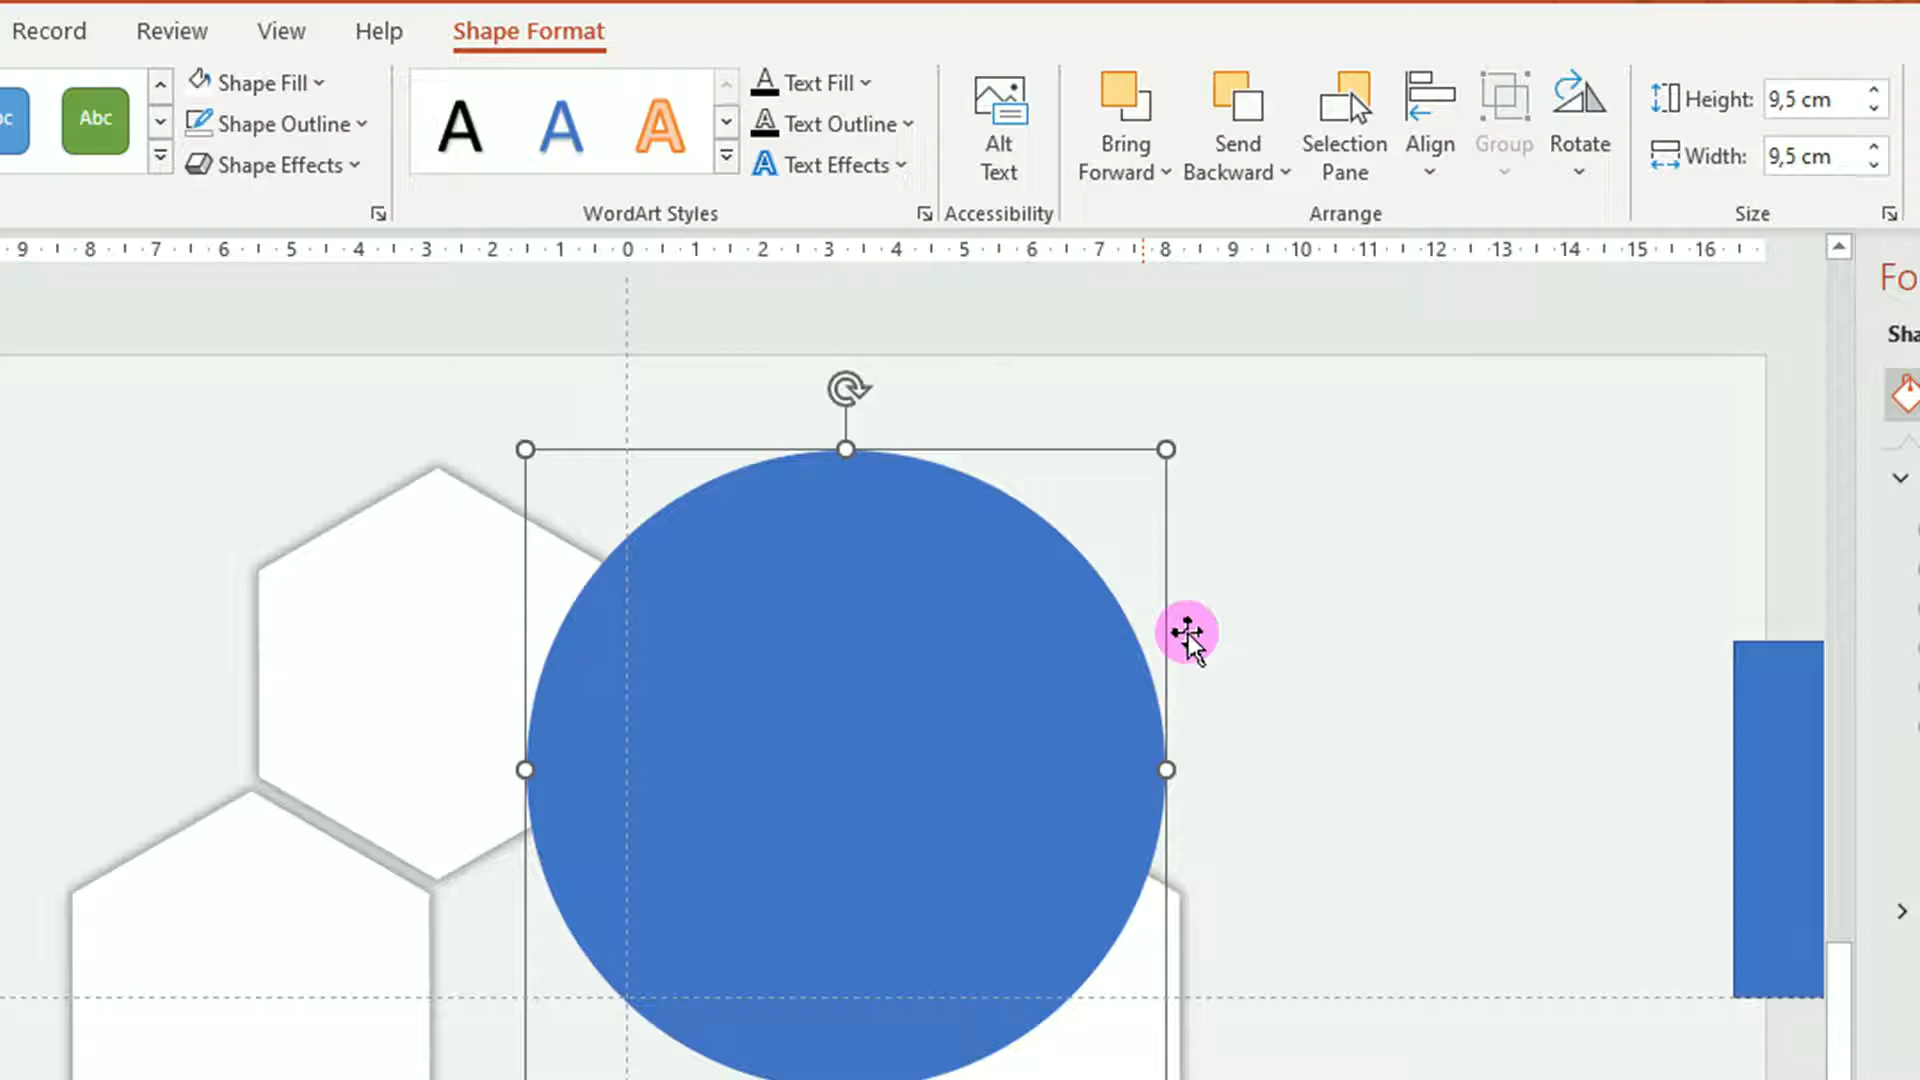 Record Review View Help Shape Format
Abc Shape Fill Text Fill Height: 9,5 cm
Shape Outline A A A Text Outline Alt Text Bring Forward Send Backward Selection Pane Align Group Rotate
Shape Effects Text Effects Width: 9,5 cm
WordArt Styles Accessibility Arrange Size
9 8 7 6 5 4 3 2 1 0 1 2 3 4 5 6 7 8 9 10 11 12 13 14 15 16
Fo
Sha